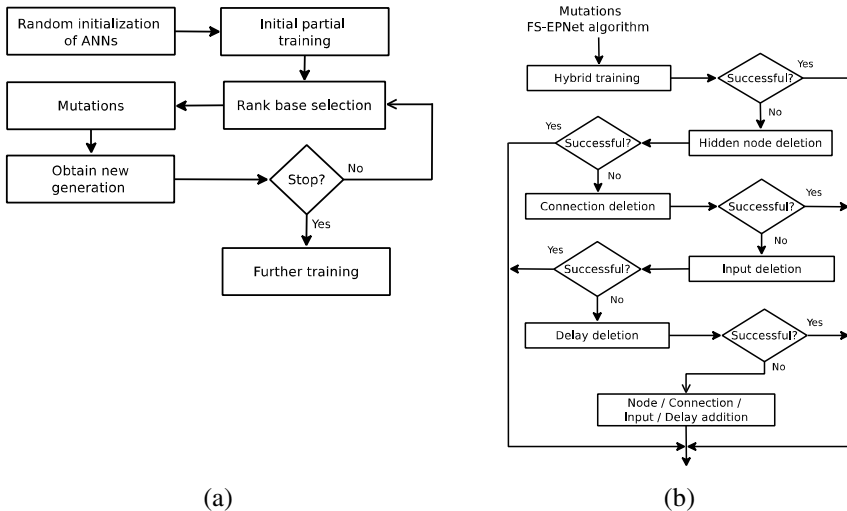 Random initialization
of ANNs
Initial partial
training
Mutations
Rank base selection
Obtain new
generation
Stop?
No
Yes
Further training
(a)
Mutations
FS-EPNet algorithm
Hybrid training
Successful?
Yes
No
Hidden node deletion
Successful?
Yes
No
Connection deletion
Successful?
Yes
No
Input deletion
Successful?
Yes
No
Delay deletion
Successful?
Yes
No
Node / Connection /
Input / Delay addition
(b)